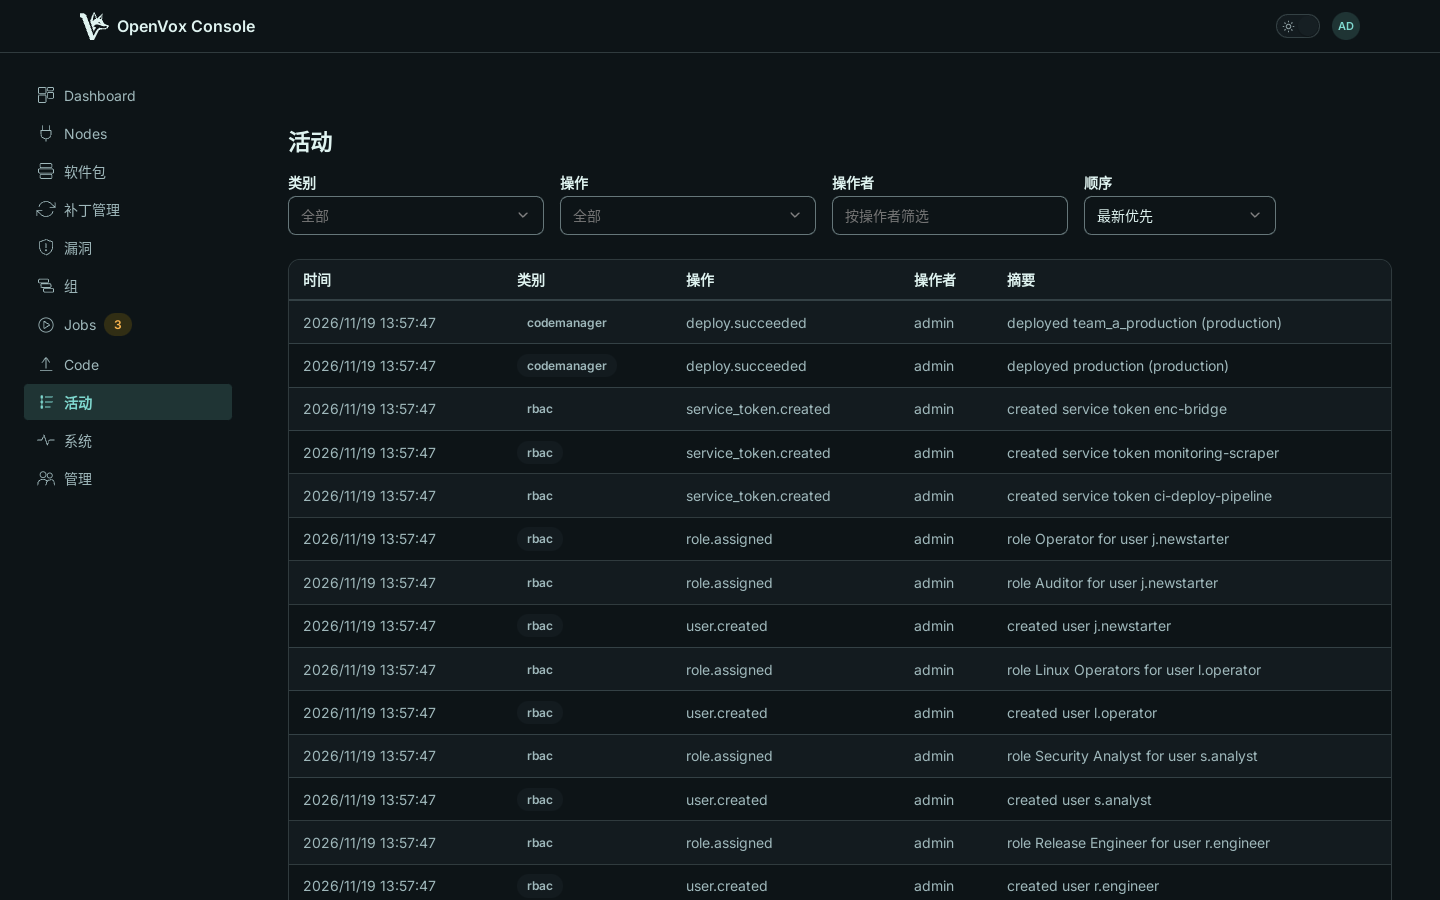 OpenVox Console
AD
Dashboard
Nodes
软件包
补丁管理
漏洞
组
Jobs 3
Code
活动
系统
管理
活动
类别 操作 操作者 顺序
全部 全部 按操作者筛选 最新优先
时间 类别 操作 操作者 摘要
2026/11/19 13:57:47 codemanager deploy.succeeded admin deployed team_a_production (production)
2026/11/19 13:57:47 codemanager deploy.succeeded admin deployed production (production)
2026/11/19 13:57:47 rbac service_token.created admin created service token enc-bridge
2026/11/19 13:57:47 rbac service_token.created admin created service token monitoring-scraper
2026/11/19 13:57:47 rbac service_token.created admin created service token ci-deploy-pipeline
2026/11/19 13:57:47 rbac role.assigned admin role Operator for user j.newstarter
2026/11/19 13:57:47 rbac role.assigned admin role Auditor for user j.newstarter
2026/11/19 13:57:47 rbac user.created admin created user j.newstarter
2026/11/19 13:57:47 rbac role.assigned admin role Linux Operators for user l.operator
2026/11/19 13:57:47 rbac user.created admin created user l.operator
2026/11/19 13:57:47 rbac role.assigned admin role Security Analyst for user s.analyst
2026/11/19 13:57:47 rbac user.created admin created user s.analyst
2026/11/19 13:57:47 rbac role.assigned admin role Release Engineer for user r.engineer
2026/11/19 13:57:47 rbac user.created admin created user r.engineer